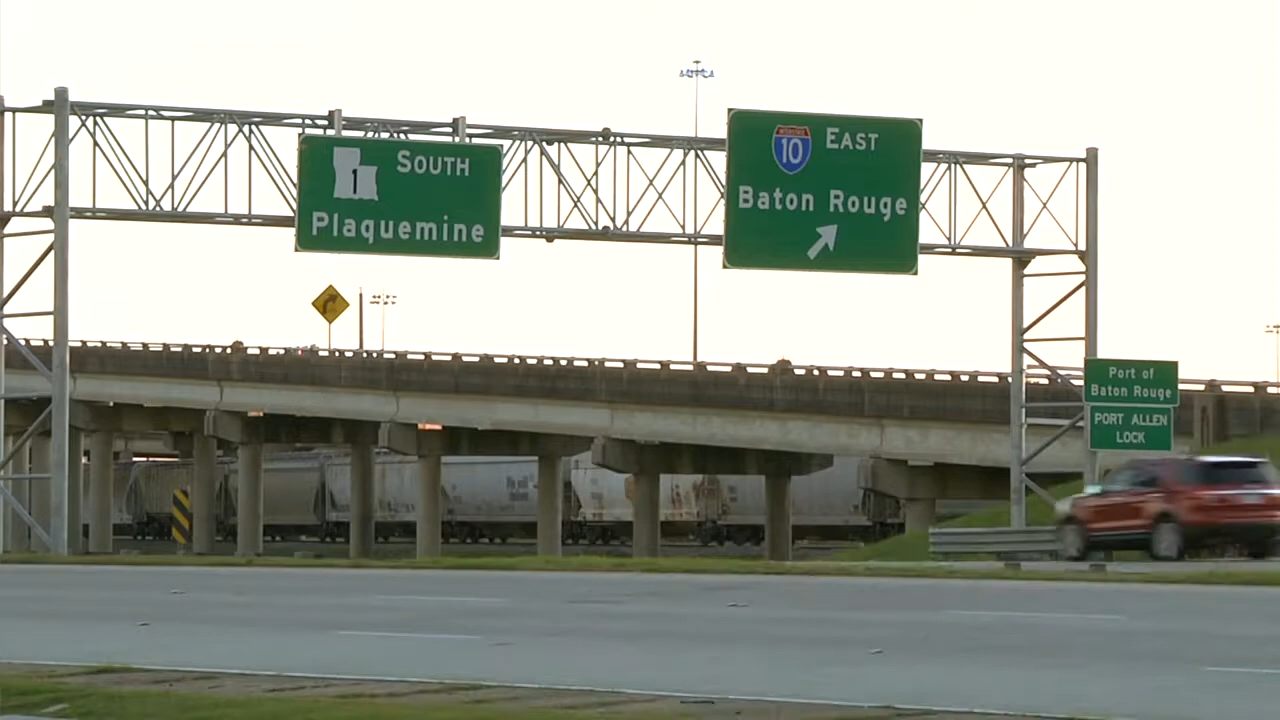 SOUTH
1
Plaquemine
INTERSTATE
10
EAST
Baton Rouge
Port of
Baton Rouge
PORT ALLEN
LOCK